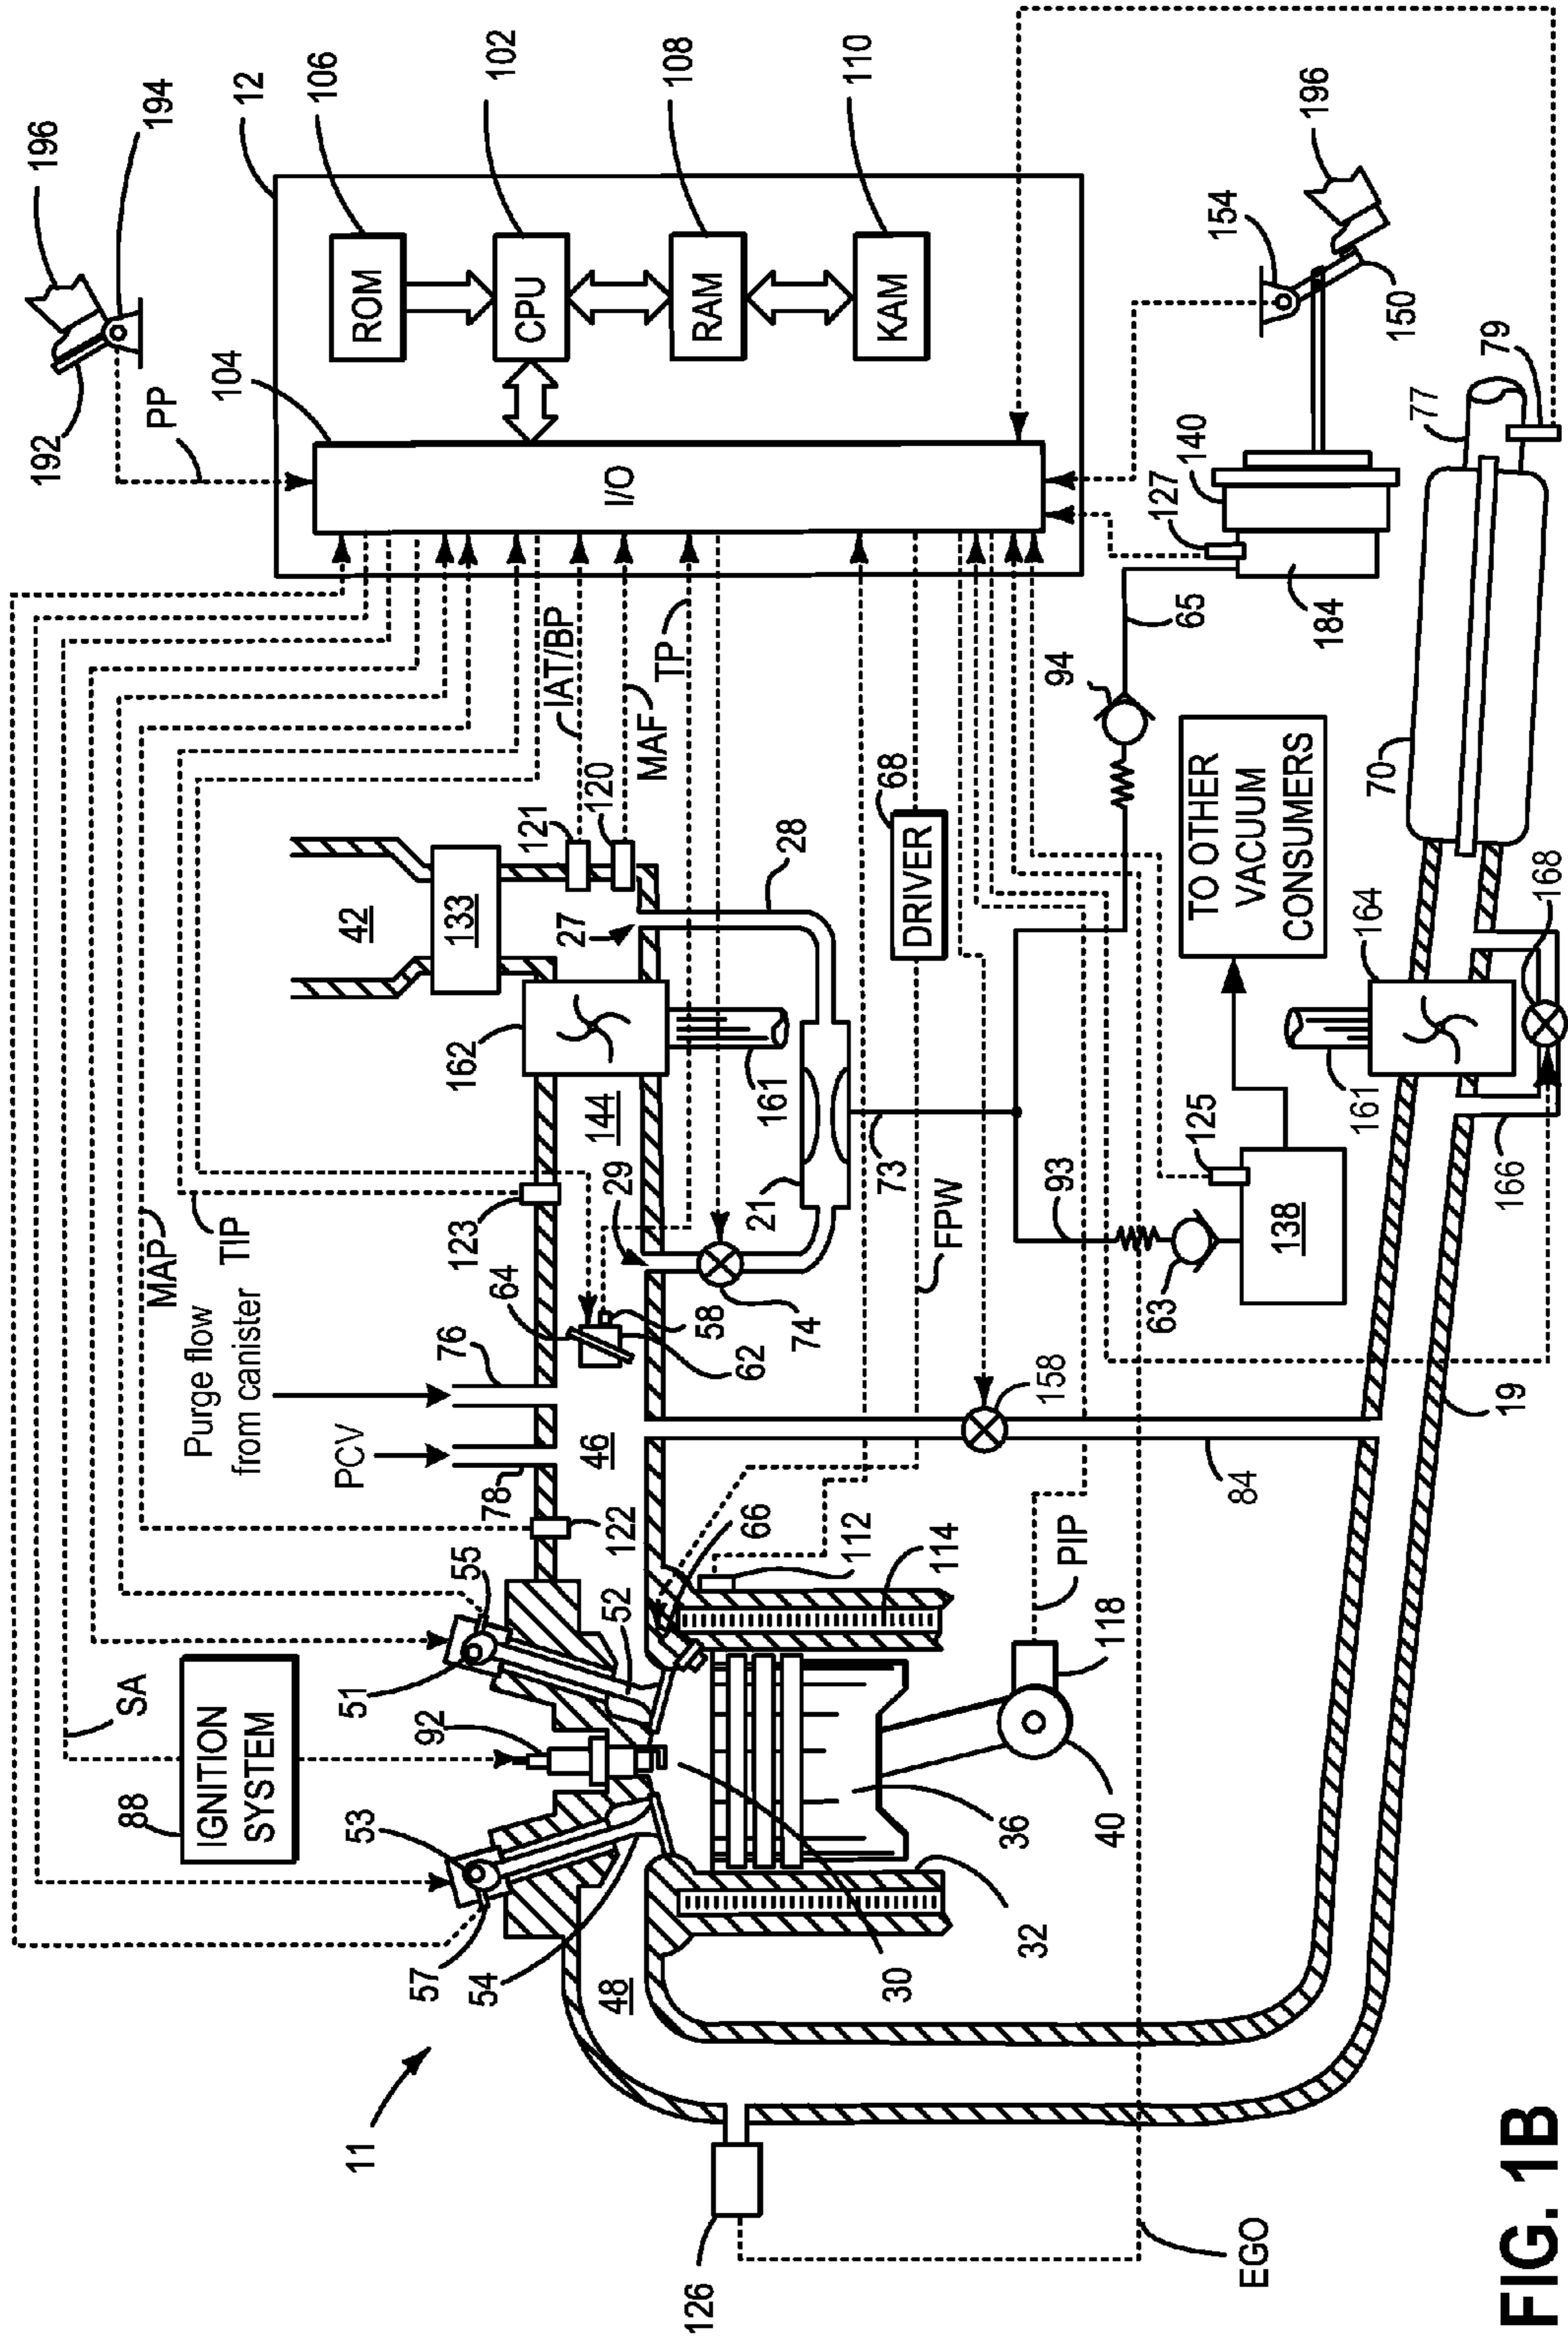 196
194
192
PP
12
106
102
108
110
104
ROM
CPU
RAM
KAM
I/O
196
154
150
79
77
140
127
184
65
94
IAT/BP
MAF
TP
121
120
42
133
27
28
68
DRIVER
TO OTHER
VACUUM
CONSUMERS
70
164
168
162
161
161
166
144
29
21
73
93
125
138
63
123
64
58
62
74
FPW
MAP
TIP
Purge flow
from canister
76
PCV
78
46
158
84
19
122
55
51
52
66
112
114
PIP
118
SA
IGNITION
SYSTEM
88
92
53
57
54
48
30
36
40
32
11
126
EGO
FIG. 1B